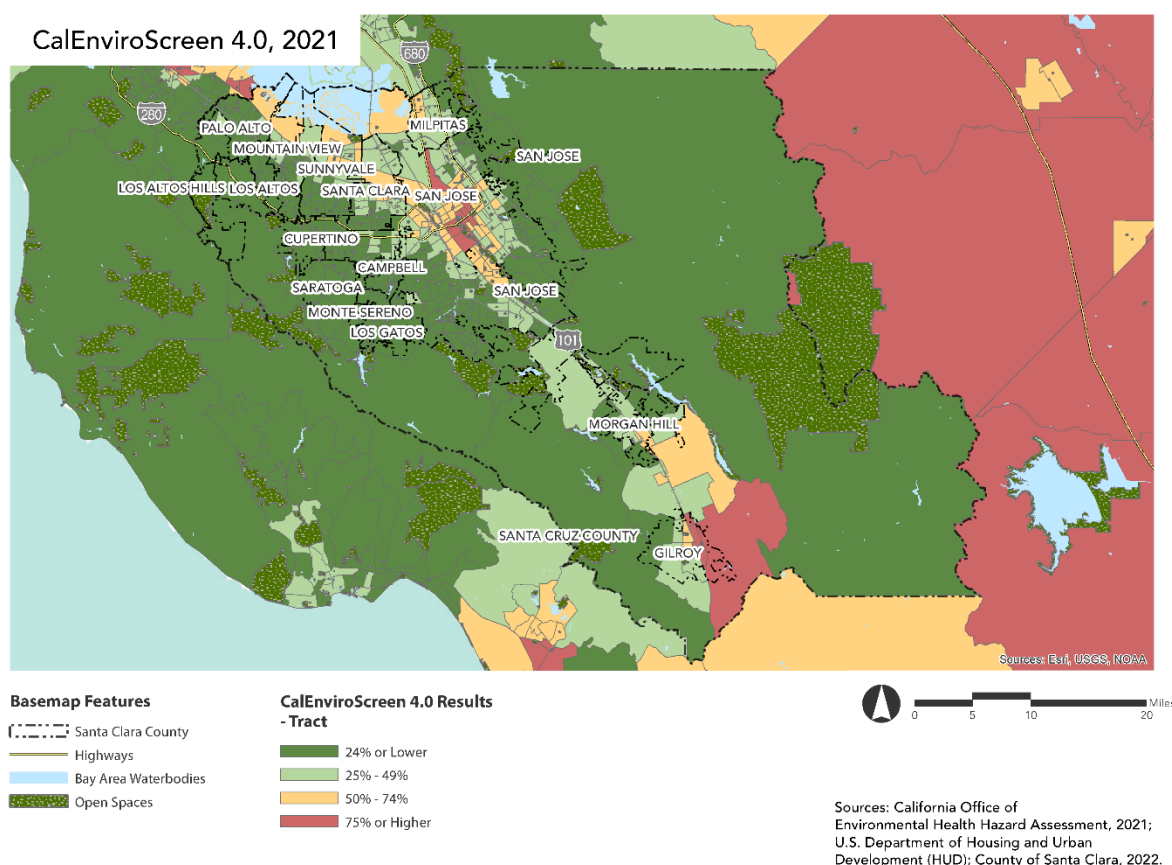 CalEnviroScreen 4.0, 2021
680
280
PALO ALTO
MILPITAS
MOUNTAIN VIEW
SAN JOSE
SUNNYVALE
LOS ALTOS HILLS
LOS ALTOS
SANTA CLARA
SAN JOSE
CUPERTINO
CAMPBELL
SARATOGA
SAN JOSE
MONTE SERENO
LOS GATOS
101
MORGAN HILL
SANTA CRUZ COUNTY
GILROY
Sources: Esri, USGS, NOAA
Basemap Features
Santa Clara County
Highways
Bay Area Waterbodies
Open Spaces
CalEnviroScreen 4.0 Results
- Tract
24% or Lower
25% - 49%
50% - 74%
75% or Higher
0 5 10 20 Miles
Sources: California Office of
Environmental Health Hazard Assessment, 2021;
U.S. Department of Housing and Urban
Development (HUD); County of Santa Clara, 2022.